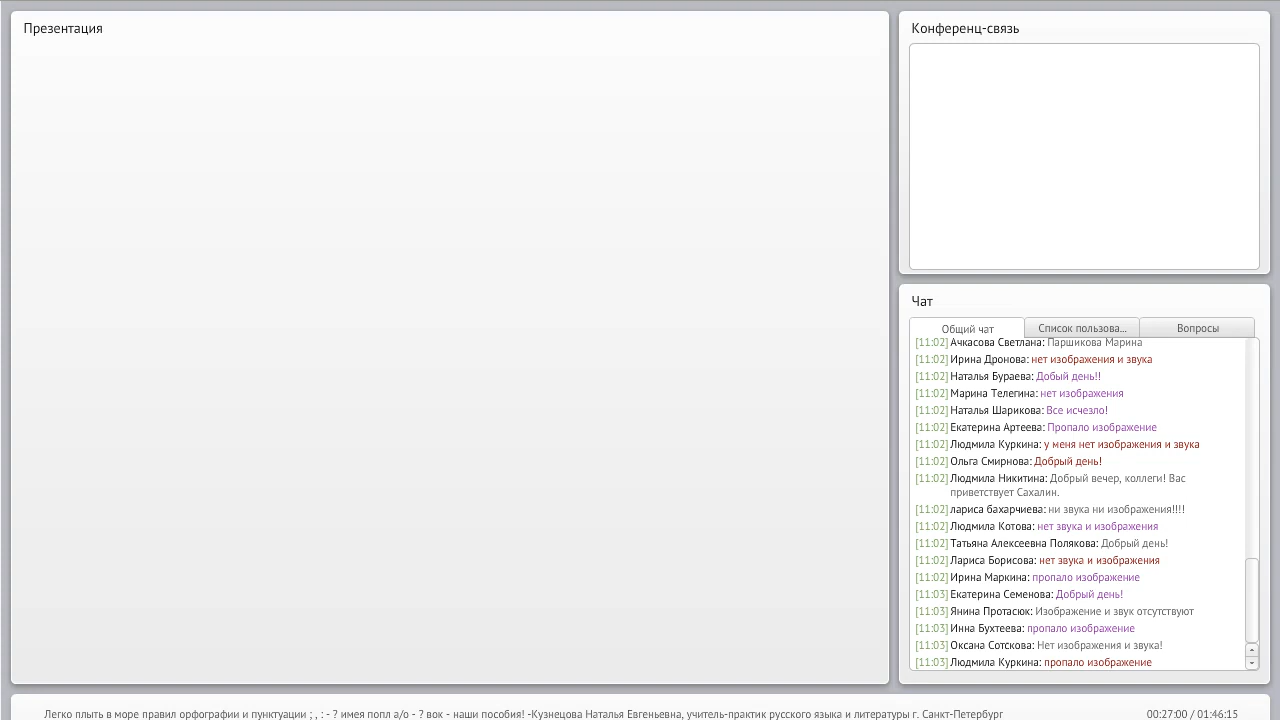 Презентация
Конференц-связь
Чат
Общий чат
Список пользова...
Вопросы
[11:02] Ачкасова Светлана: Паршикова Марина
[11:02] Ирина Дронова: нет изображения и звука
[11:02] Наталья Бураева: Добый день!!
[11:02] Марина Телегина: нет изображения
[11:02] Наталья Шарикова: Все исчезло!
[11:02] Екатерина Артеева: Пропало изображение
[11:02] Людмила Куркина: у меня нет изображения и звука
[11:02] Ольга Смирнова: Добрый день!
[11:02] Людмила Никитина: Добрый вечер, коллеги! Вас
приветствует Сахалин.
[11:02] лариса бахарчиева: ни звука ни изображения!!!!
[11:02] Людмила Котова: нет звука и изображения
[11:02] Татьяна Алексеевна Полякова: Добрый день!
[11:02] Лариса Борисова: нет звука и изображения
[11:02] Ирина Маркина: пропало изображение
[11:03] Екатерина Семенова: Добрый день!
[11:03] Янина Протасюк: Изображение и звук отсутствуют
[11:03] Инна Бухтеева: пропало изображение
[11:03] Оксана Сотскова: Нет изображения и звука!
[11:03] Людмила Куркина: пропало изображение
Легко плыть в море правил орфографии и пунктуации ; , : - ? имея попл а/о - ? вок - наши пособия! -Кузнецова Наталья Евгеньевна, учитель-практик русского языка и литературы г. Санкт-Петербург
00:27:00 / 01:46:15